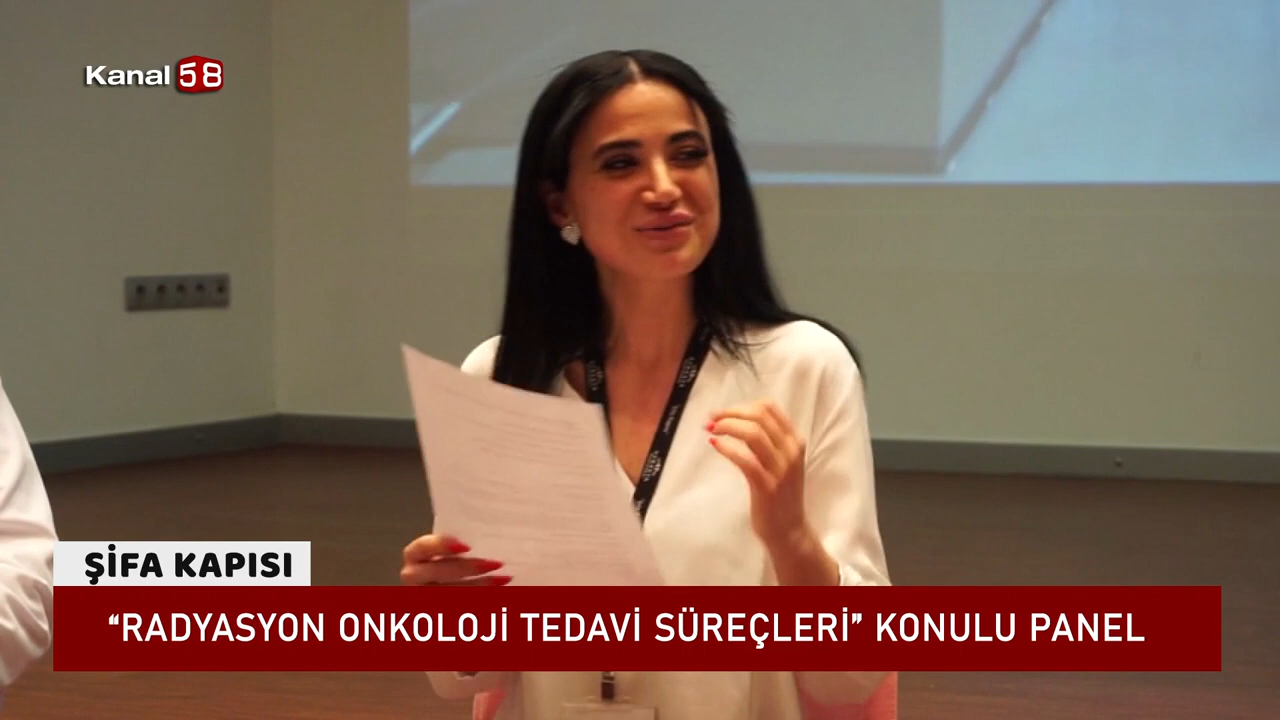 Kanal 58
ŞİFA KAPISI
“RADYASYON ONKOLOJİ TEDAVİ SÜREÇLERİ” KONULU PANEL